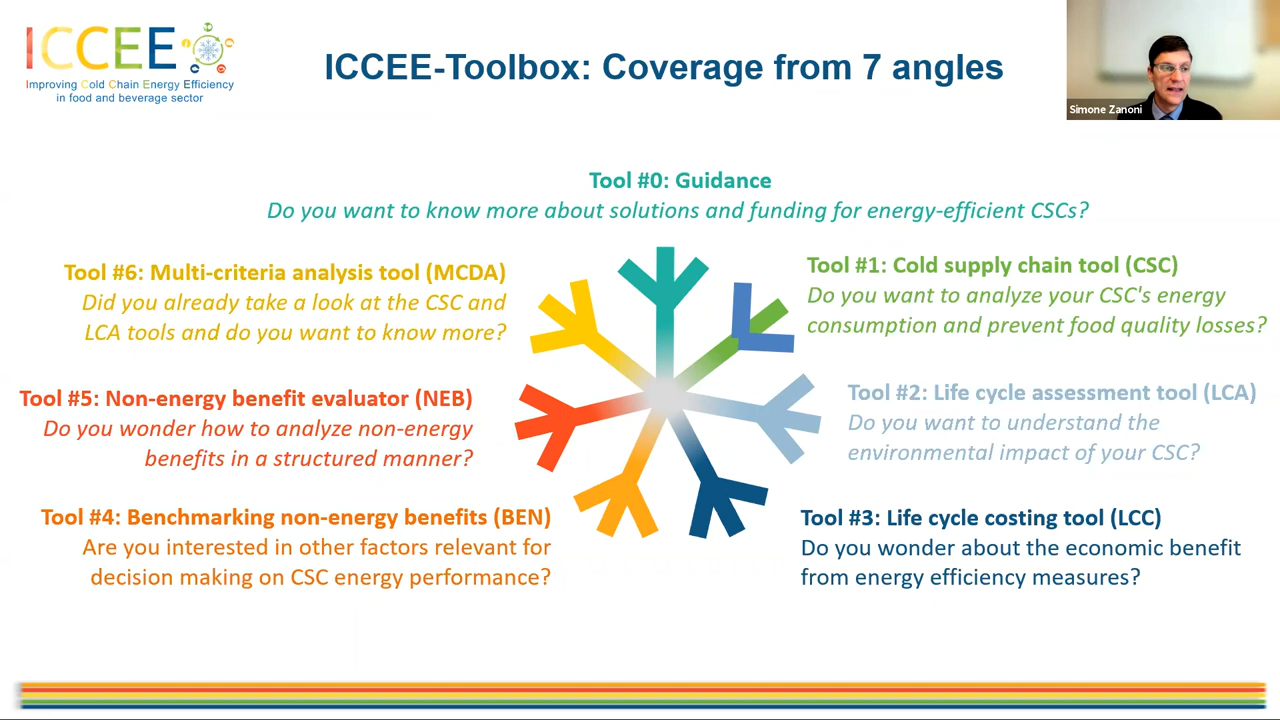 ICCEE
Improving Cold Chain Energy Efficiency
in food and beverage sector
ICCEE-Toolbox: Coverage from 7 angles
Simone Zanoni
Tool #0: Guidance
Do you want to know more about solutions and funding for energy-efficient CSCs?
Tool #6: Multi-criteria analysis tool (MCDA)
Did you already take a look at the CSC and
LCA tools and do you want to know more?
Tool #1: Cold supply chain tool (CSC)
Do you want to analyze your CSC's energy
consumption and prevent food quality losses?
Tool #5: Non-energy benefit evaluator (NEB)
Do you wonder how to analyze non-energy
benefits in a structured manner?
Tool #2: Life cycle assessment tool (LCA)
Do you want to understand the
environmental impact of your CSC?
Tool #4: Benchmarking non-energy benefits (BEN)
Are you interested in other factors relevant for
decision making on CSC energy performance?
Tool #3: Life cycle costing tool (LCC)
Do you wonder about the economic benefit
from energy efficiency measures?